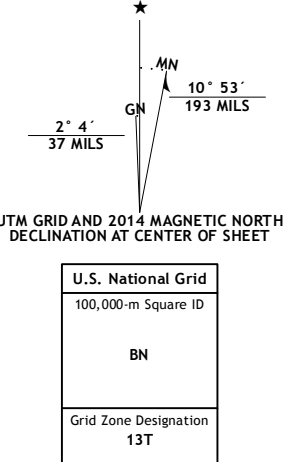 MN
10° 53´
193 MILS
GN
2° 4´
37 MILS
UTM GRID AND 2014 MAGNETIC NORTH
DECLINATION AT CENTER OF SHEET
U.S. National Grid
100,000-m Square ID
BN
Grid Zone Designation
13T